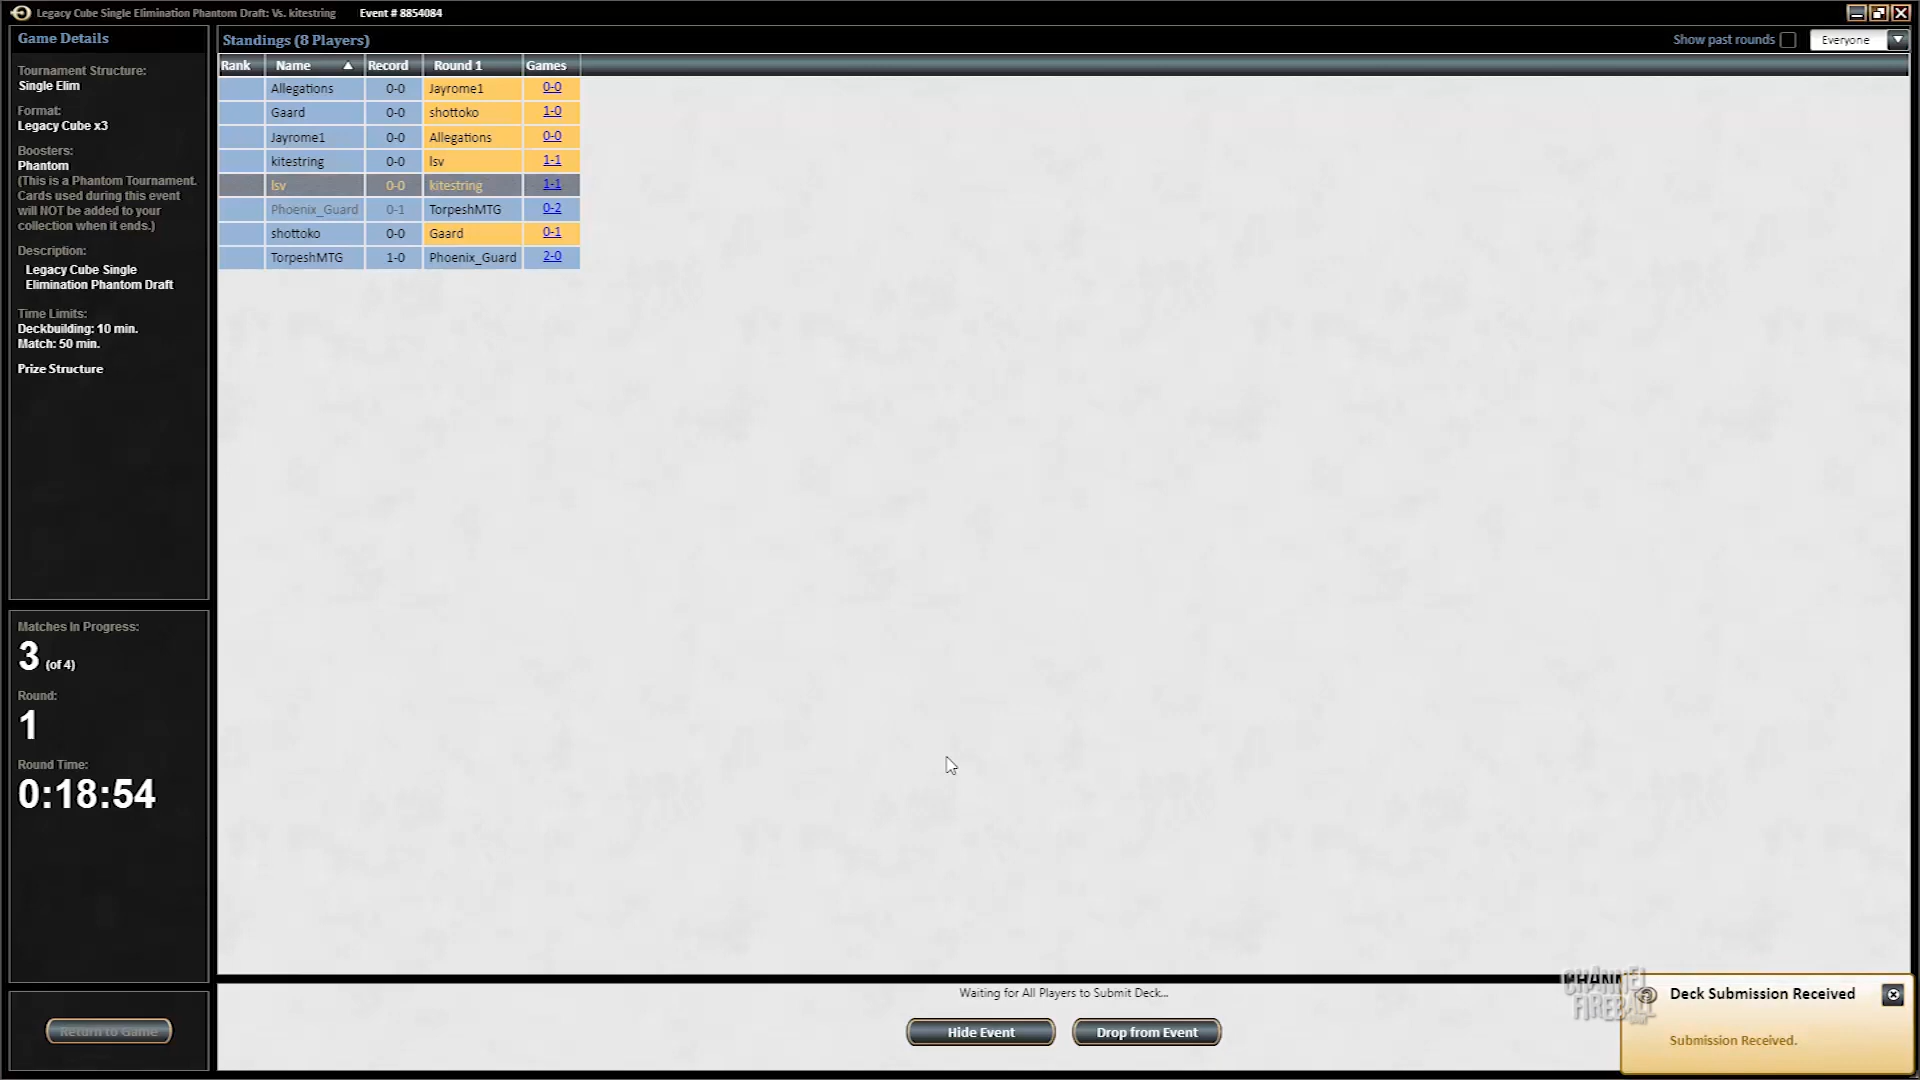 Legacy Cube Single Elimination Phantom Draft: Vs. kitestring Event # 8854084
Game Details
Tournament Structure:
Single Elim
Format:
Legacy Cube x3
Boosters:
Phantom
(This is a Phantom Tournament.
Cards used during this event
will NOT be added to your
collection when it ends.)
Description:
Legacy Cube Single
Elimination Phantom Draft
Time Limits:
Deckbuilding: 10 min.
Match: 50 min.
Prize Structure
Matches In Progress:
3 (of 4)
Round:
1
Round Time:
0:18:54
Return to Game
Standings (8 Players)
Show past rounds Everyone
Rank Name Record Round 1 Games
Allegations 0-0 Jayrome1 0-0
Gaard 0-0 shottoko 1-0
Jayrome1 0-0 Allegations 0-0
kitestring 0-0 lsv 1-1
lsv 0-0 kitestring 1-1
Phoenix_Guard 0-1 TorpeshMTG 0-2
shottoko 0-0 Gaard 0-1
TorpeshMTG 1-0 Phoenix_Guard 2-0
Waiting for All Players to Submit Deck...
Hide Event Drop from Event
CHANNEL
FIREBALL
Deck Submission Received
Submission Received.